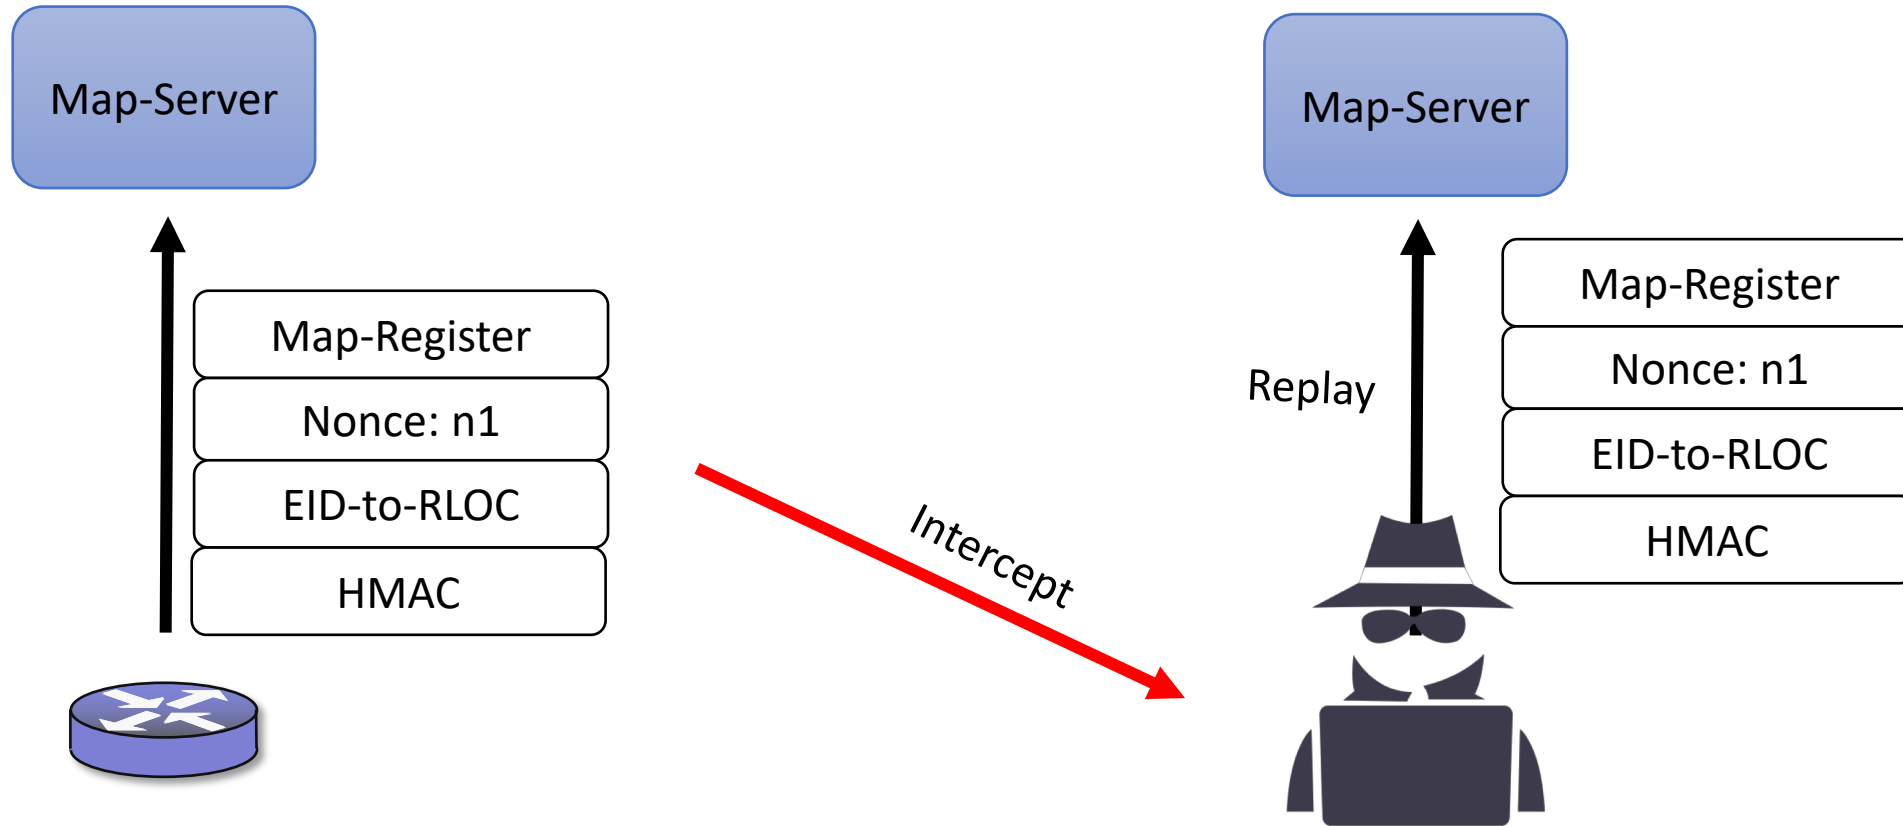 Map-Server
Map-Register
Nonce: n1
EID-to-RLOC
HMAC
Intercept
Map-Server
Replay
Map-Register
Nonce: n1
EID-to-RLOC
HMAC